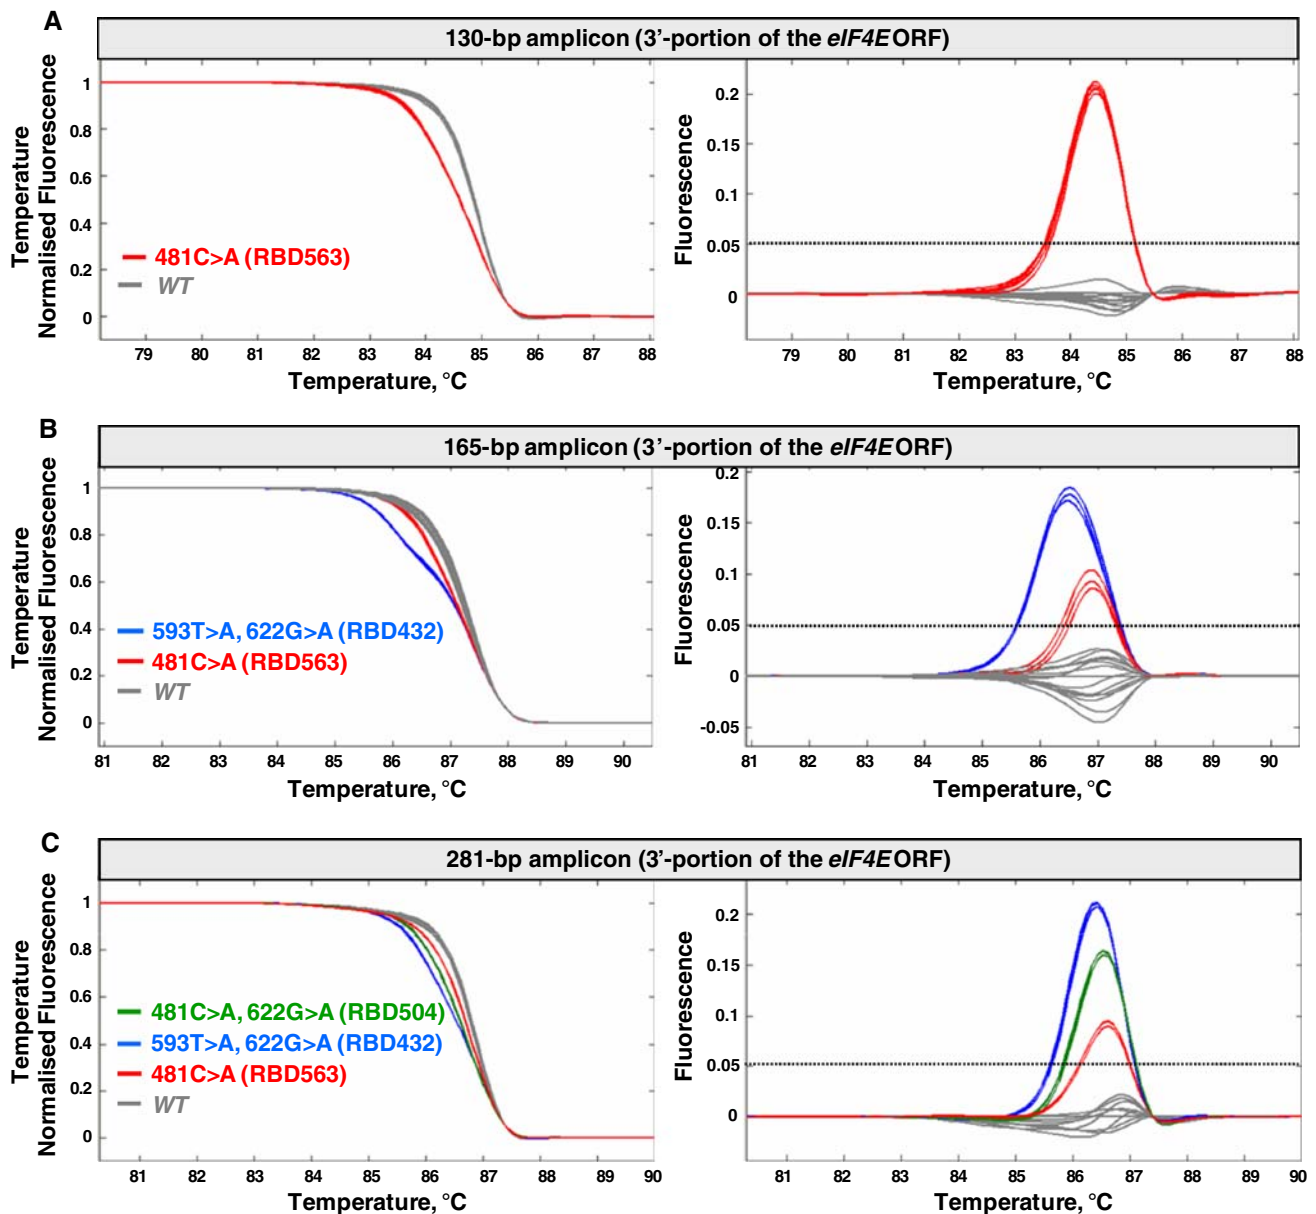 A
130-bp amplicon (3'-portion of the eIF4E ORF)
Temperature
Normalised Fluorescence
1
0.8
0.6
0.4
0.2
0
481C>A (RBD563)
WT
79 80 81 82 83 84 85 86 87 88
Temperature, °C
Fluorescence
0.2
0.15
0.1
0.05
0
79 80 81 82 83 84 85 86 87 88
Temperature, °C
B
165-bp amplicon (3'-portion of the eIF4E ORF)
Temperature
Normalised Fluorescence
1
0.8
0.6
0.4
0.2
0
593T>A, 622G>A (RBD432)
481C>A (RBD563)
WT
81 82 83 84 85 86 87 88 89 90
Temperature, °C
Fluorescence
0.2
0.15
0.1
0.05
0
-0.05
81 82 83 84 85 86 87 88 89 90
Temperature, °C
C
281-bp amplicon (3'-portion of the eIF4E ORF)
Temperature
Normalised Fluorescence
1
0.8
0.6
0.4
0.2
0
481C>A, 622G>A (RBD504)
593T>A, 622G>A (RBD432)
481C>A (RBD563)
WT
81 82 83 84 85 86 87 88 89 90
Temperature, °C
Fluorescence
0.2
0.15
0.1
0.05
0
81 82 83 84 85 86 87 88 89 90
Temperature, °C